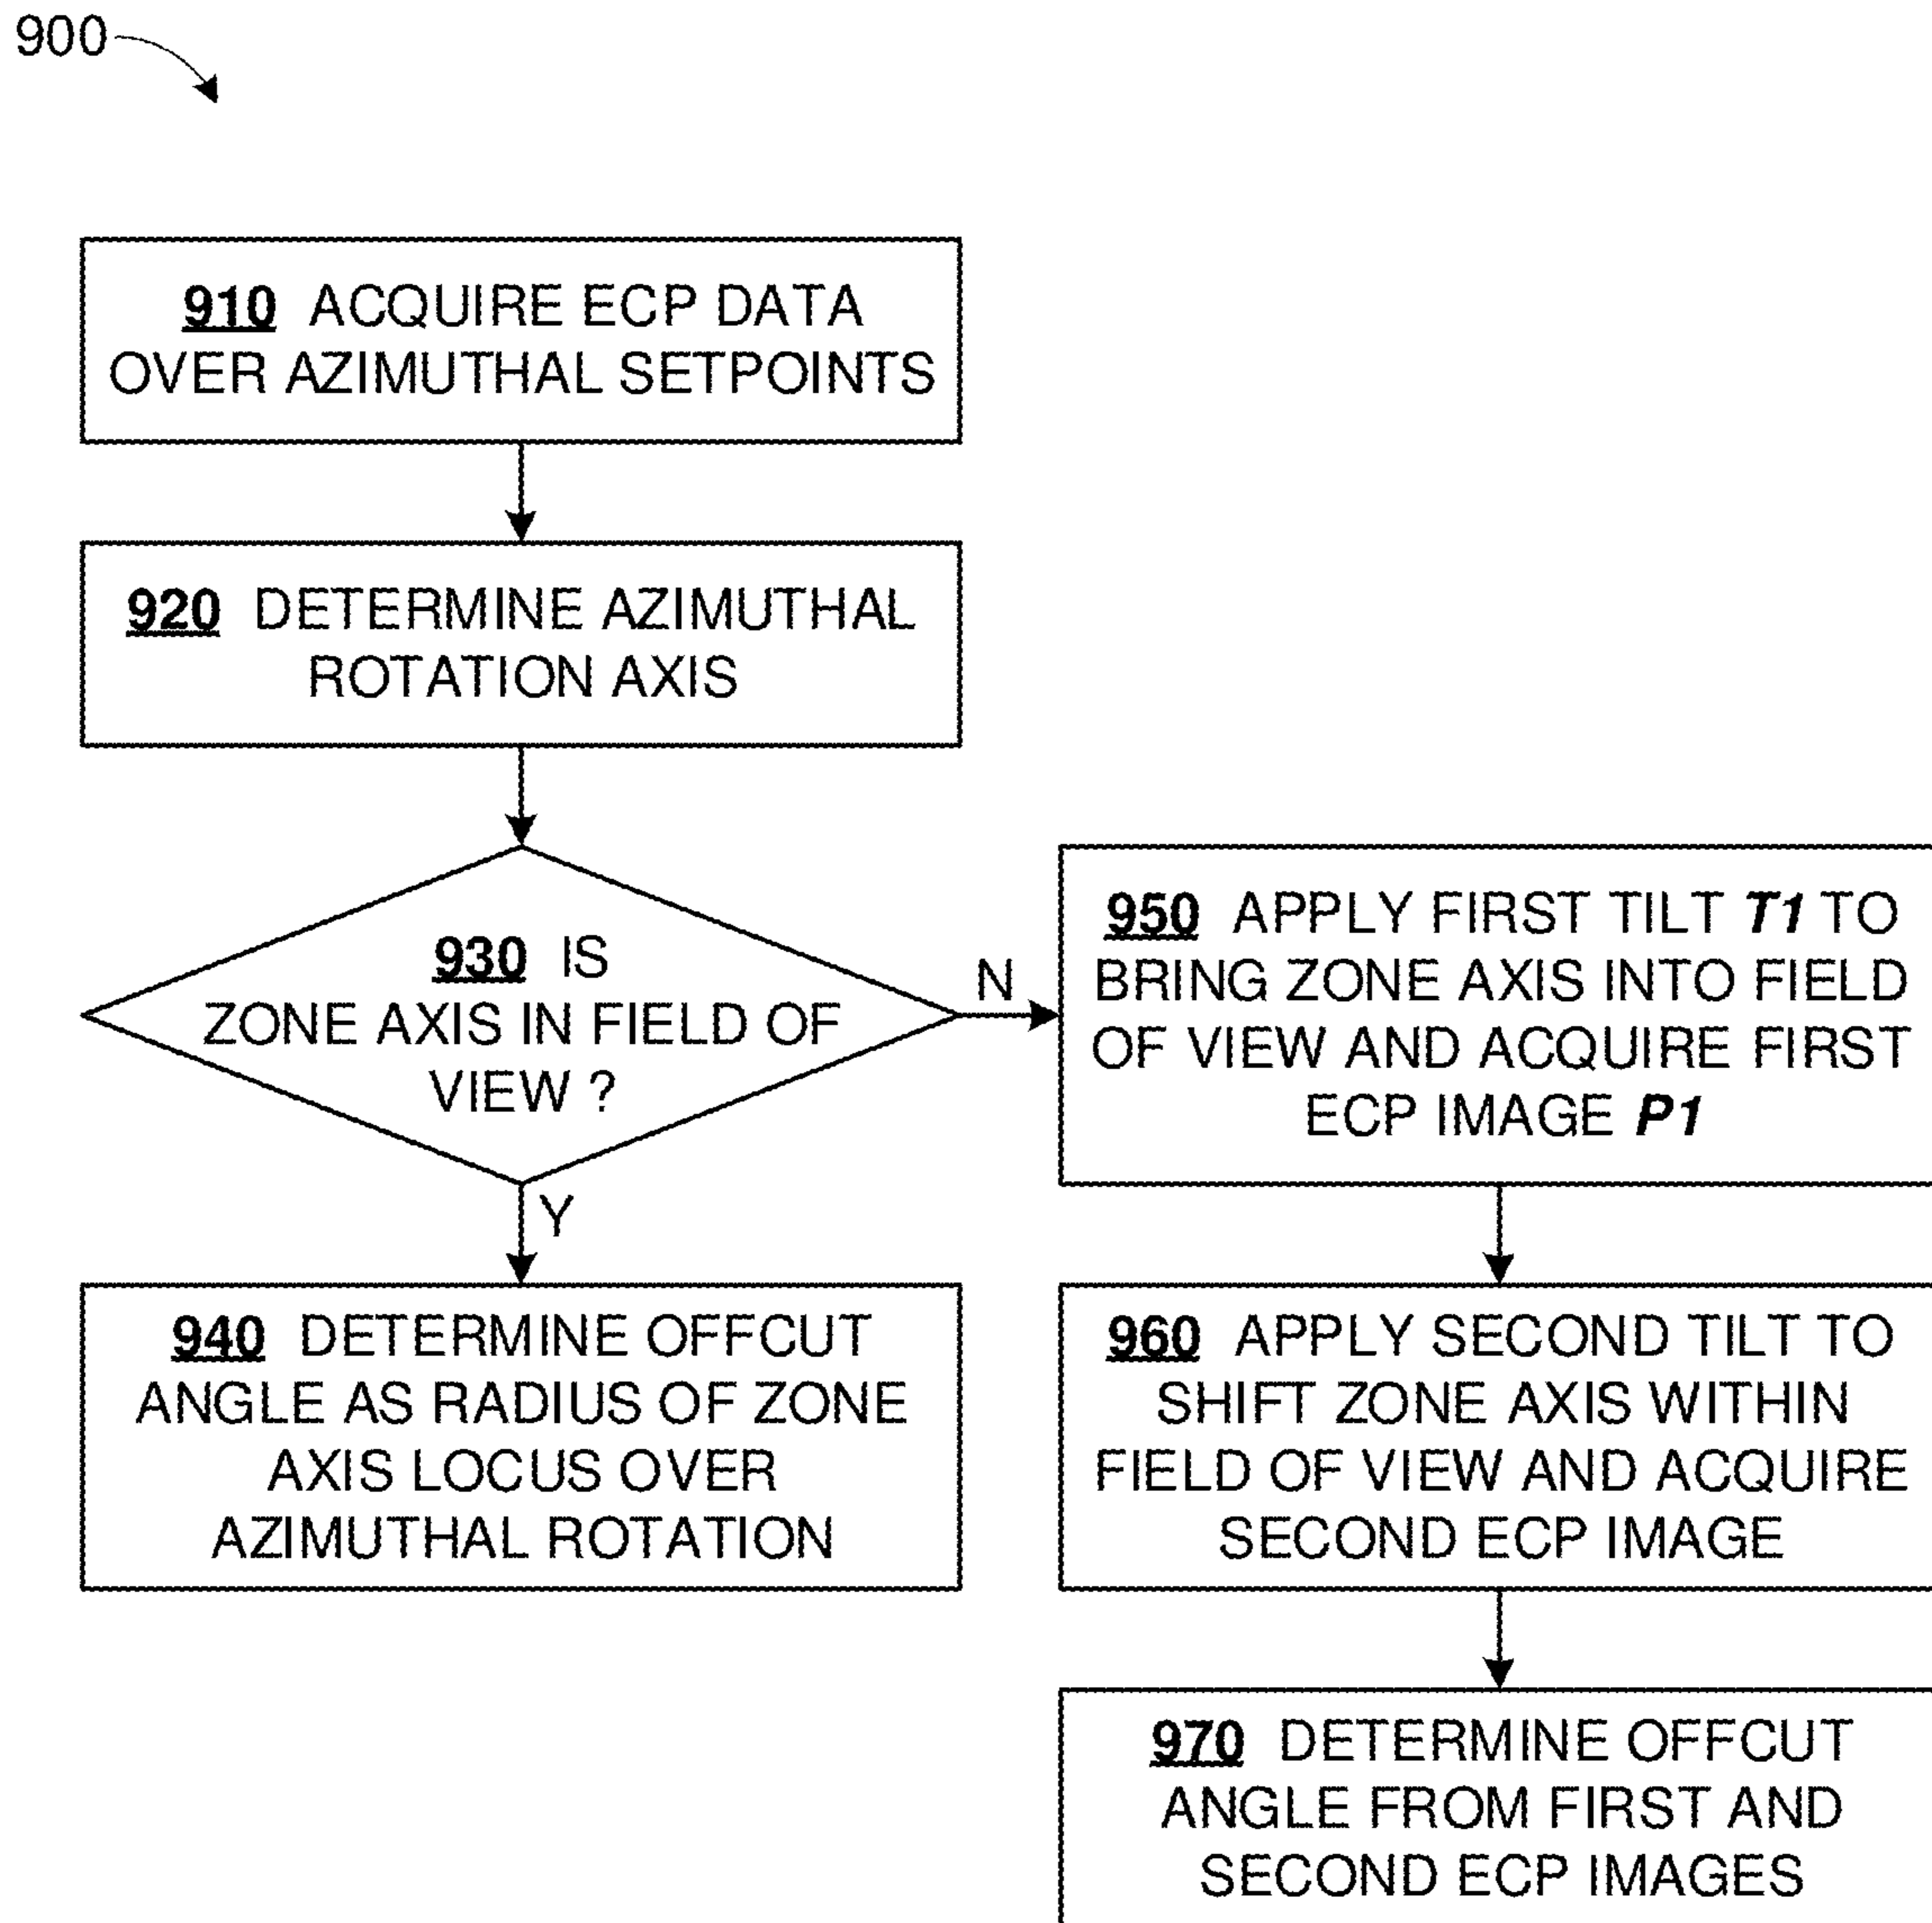 900
910 ACQUIRE ECP DATA
OVER AZIMUTHAL SETPOINTS
920 DETERMINE AZIMUTHAL
ROTATION AXIS
930 IS
ZONE AXIS IN FIELD OF
VIEW ?
N
Y
940 DETERMINE OFFCUT
ANGLE AS RADIUS OF ZONE
AXIS LOCUS OVER
AZIMUTHAL ROTATION
950 APPLY FIRST TILT T1 TO
BRING ZONE AXIS INTO FIELD
OF VIEW AND ACQUIRE FIRST
ECP IMAGE P1
960 APPLY SECOND TILT TO
SHIFT ZONE AXIS WITHIN
FIELD OF VIEW AND ACQUIRE
SECOND ECP IMAGE
970 DETERMINE OFFCUT
ANGLE FROM FIRST AND
SECOND ECP IMAGES